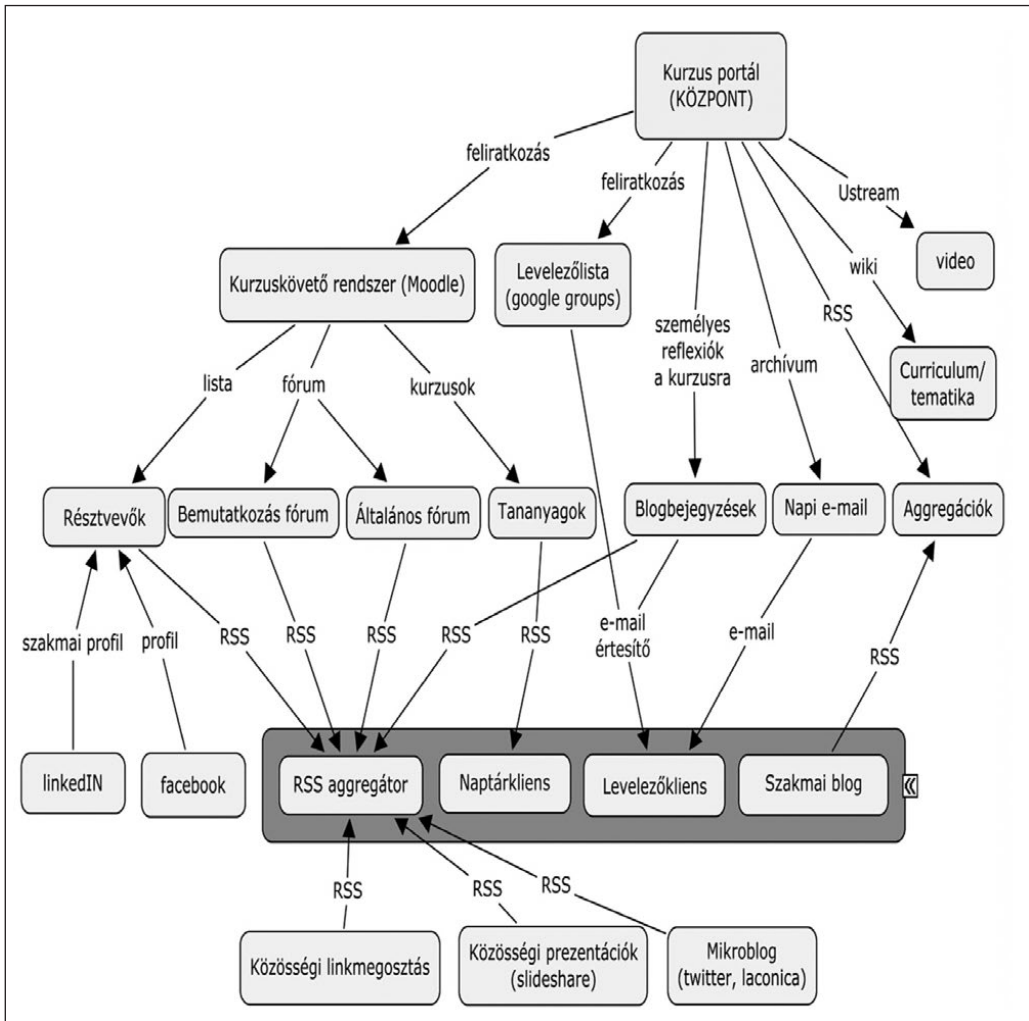 Kurzus portál
(KÖZPONT)
feliratkozás
feliratkozás
Ustream
Kurzuskövető rendszer (Moodle)
Levelezőlista
(google groups)
wiki
video
RSS
személyes
reflexiók
a kurzusra
archívum
Curriculum/
tematika
lista
fórum
kurzusok
Résztvevők
Bemutatkozás fórum
Általános fórum
Tananyagok
Blogbejegyzések
Napi e-mail
Aggregációk
szakmai profil
profil
RSS
RSS
RSS
RSS
RSS
e-mail
értesítő
e-mail
RSS
linkedIN
facebook
RSS aggregátor
Naptárkliens
Levelezőkliens
Szakmai blog
RSS
RSS
RSS
Közösségi linkmegosztás
Közösségi prezentációk
(slideshare)
Mikroblog
(twitter, laconica)